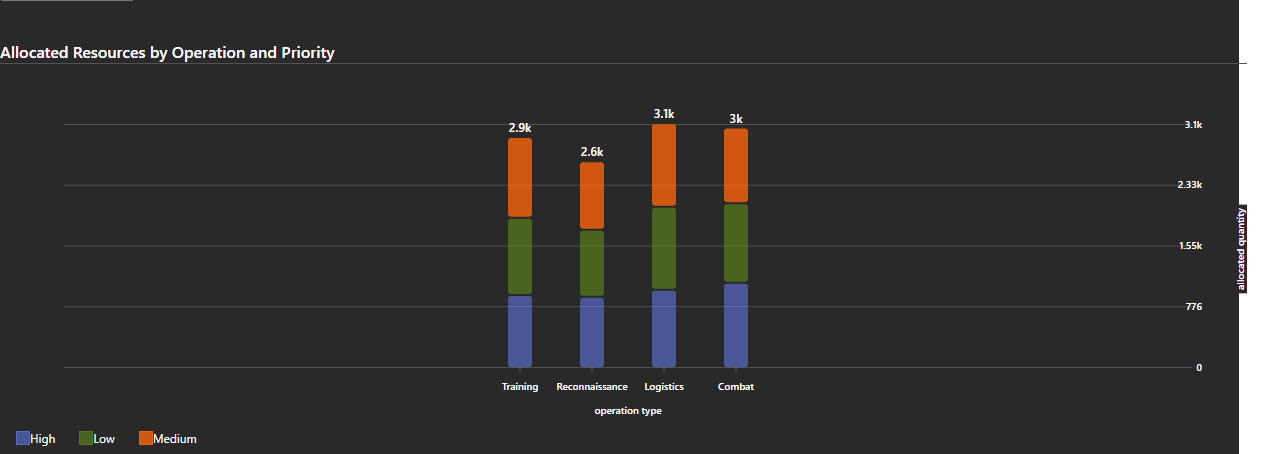 Allocated Resources by Operation and Priority
2.9k
2.6k
3.1k
3k
3.1k
2.33k
1.55k
776
0
allocated quantity
Training Reconnaissance Logistics Combat
operation type
High Low Medium